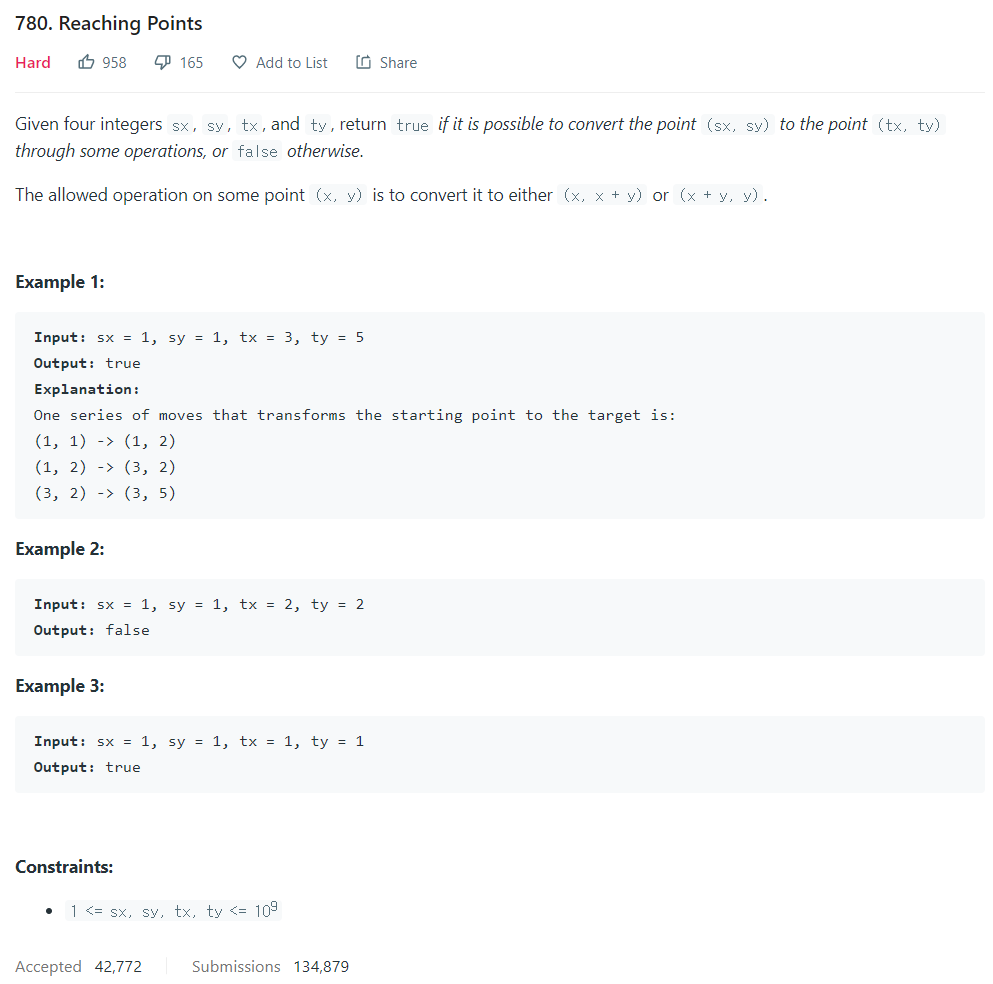 780. Reaching Points
Hard 958 165 Add to List Share
Given four integers sx, sy, tx, and ty, return true if it is possible to convert the point (sx, sy) to the point (tx, ty)
through some operations, or false otherwise.
The allowed operation on some point (x, y) is to convert it to either (x, x + y) or (x + y, y).
Example 1:
Input: sx = 1, sy = 1, tx = 3, ty = 5
Output: true
Explanation:
One series of moves that transforms the starting point to the target is:
(1, 1) -> (1, 2)
(1, 2) -> (3, 2)
(3, 2) -> (3, 5)
Example 2:
Input: sx = 1, sy = 1, tx = 2, ty = 2
Output: false
Example 3:
Input: sx = 1, sy = 1, tx = 1, ty = 1
Output: true
Constraints:
• 1 <= sx, sy, tx, ty <= 10⁹
Accepted 42,772 Submissions 134,879